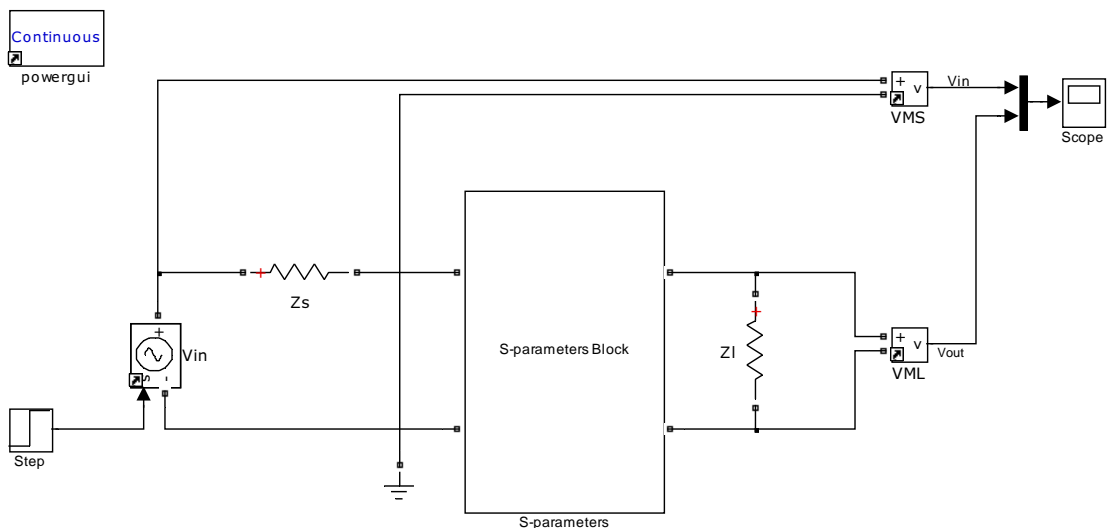 Continuous
powergui
+
v
VMS
Vin
Scope
Zs
+
s
-
Vin
Step
S-parameters Block
S-parameters
Zl
+
v
VML
Vout